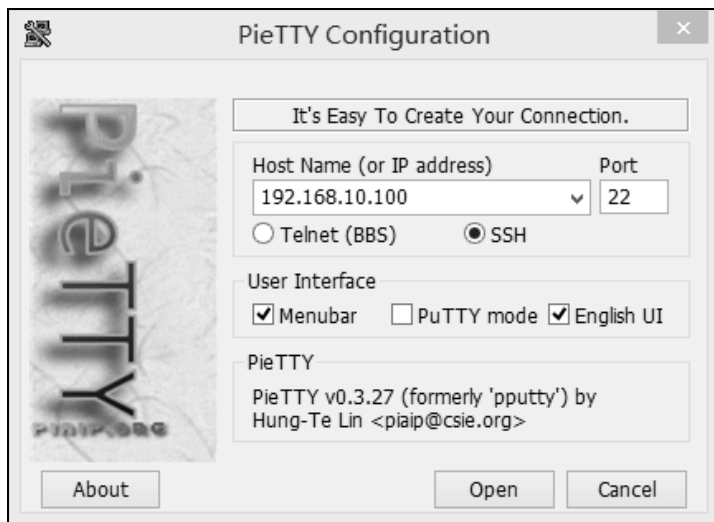 PieTTY Configuration
PieTTY
PIAIP.ORG
It's Easy To Create Your Connection.
Host Name (or IP address) Port
192.168.10.100 22
Telnet (BBS) SSH
User Interface
Menubar PuTTY mode English UI
PieTTY
PieTTY v0.3.27 (formerly 'pputty') by
Hung-Te Lin <piaip@csie.org>
About Open Cancel